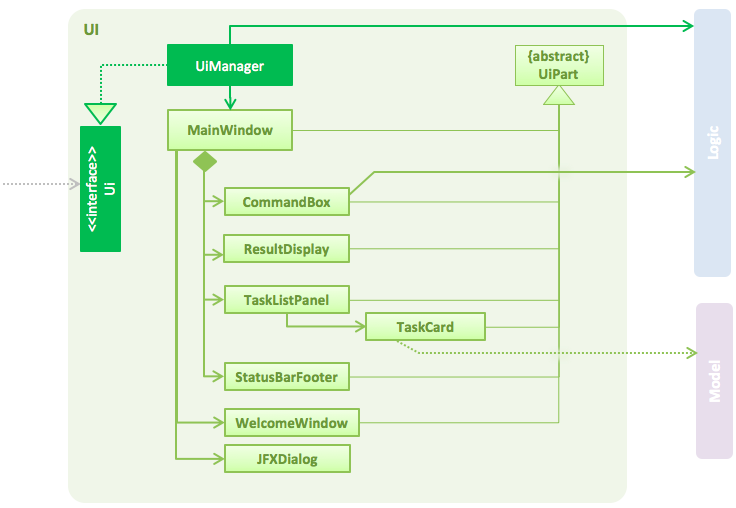 UI
UiManager
{abstract}
UiPart
MainWindow
<<interface>>
Ui
Logic
CommandBox
ResultDisplay
TaskListPanel
TaskCard
StatusBarFooter
Model
WelcomeWindow
JFXDialog